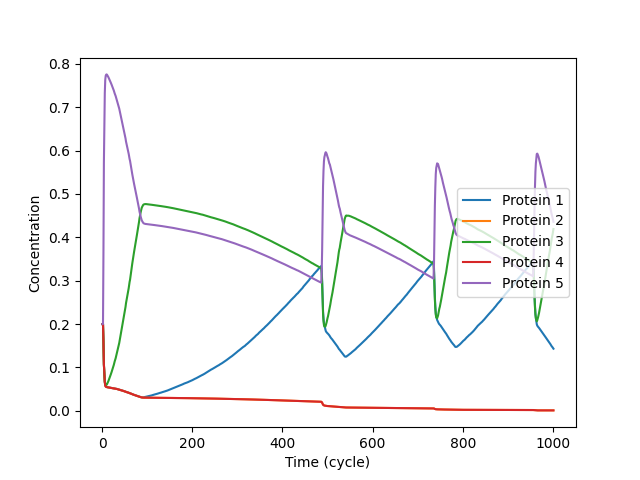 0.8
0.7
0.6
0.5
0.4
0.3
0.2
0.1
0.0
Concentration
Protein 1
Protein 2
Protein 3
Protein 4
Protein 5
0 200 400 600 800 1000
Time (cycle)